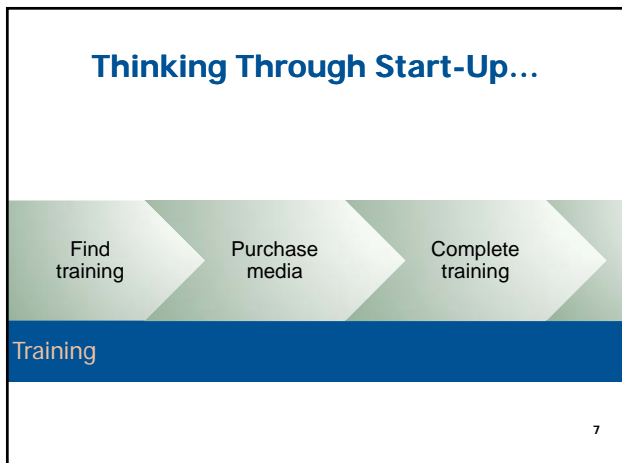 Thinking Through Start-Up…
Find
training
Purchase
media
Complete
training
Training
7